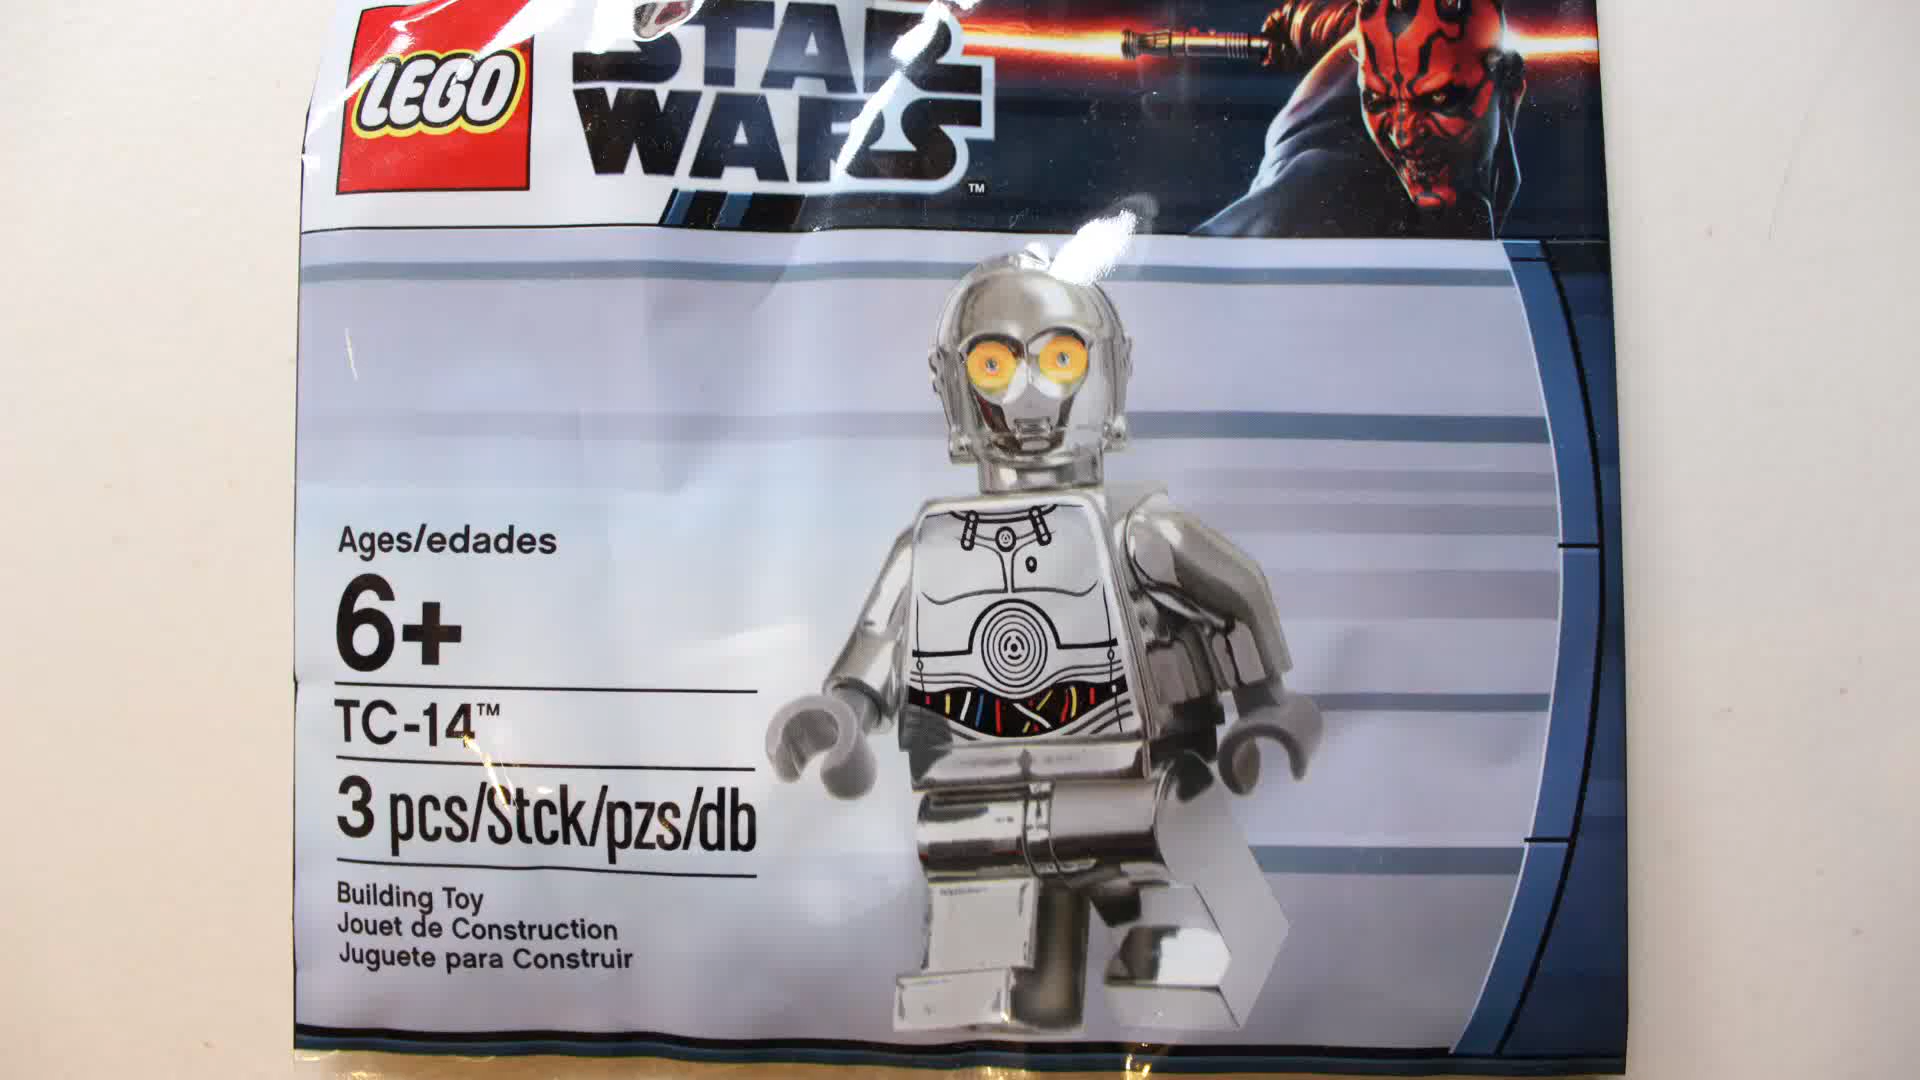 LEGO
STAR
WARS
TM
Ages/edades
6+
TC-14™
3 pcs/Stck/pzs/db
Building Toy
Jouet de Construction
Juguete para Construir